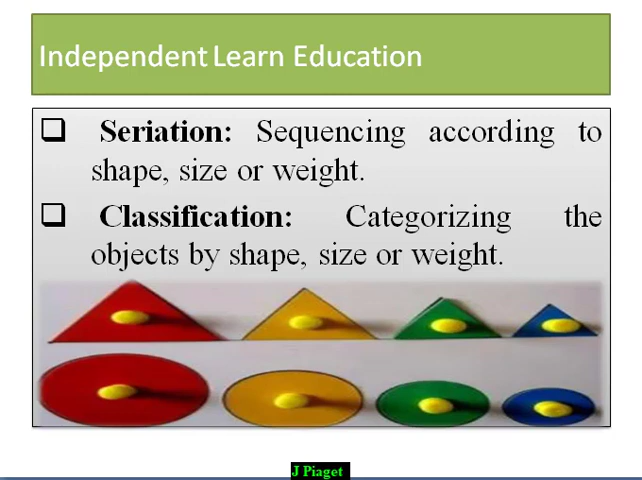 Independent Learn Education
Seriation: Sequencing according to
shape, size or weight.
Classification: Categorizing the
objects by shape, size or weight.
J Piaget